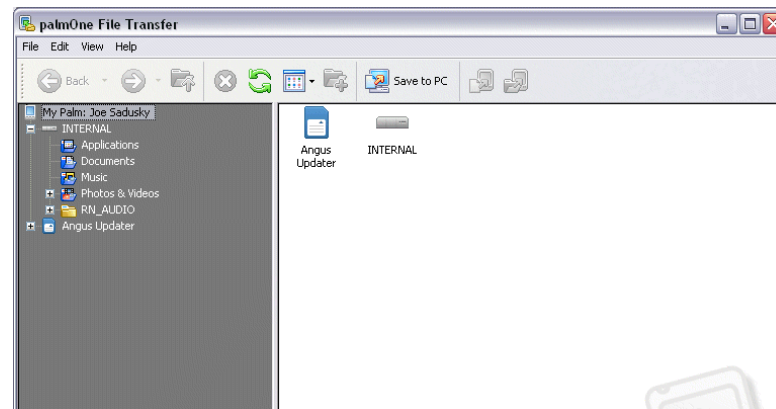 palmOne File Transfer
File Edit View Help
Back
Save to PC
My Palm: Joe Sadusky
INTERNAL
Applications
Documents
Music
Photos & Videos
RN_AUDIO
Angus Updater
Angus
Updater
INTERNAL